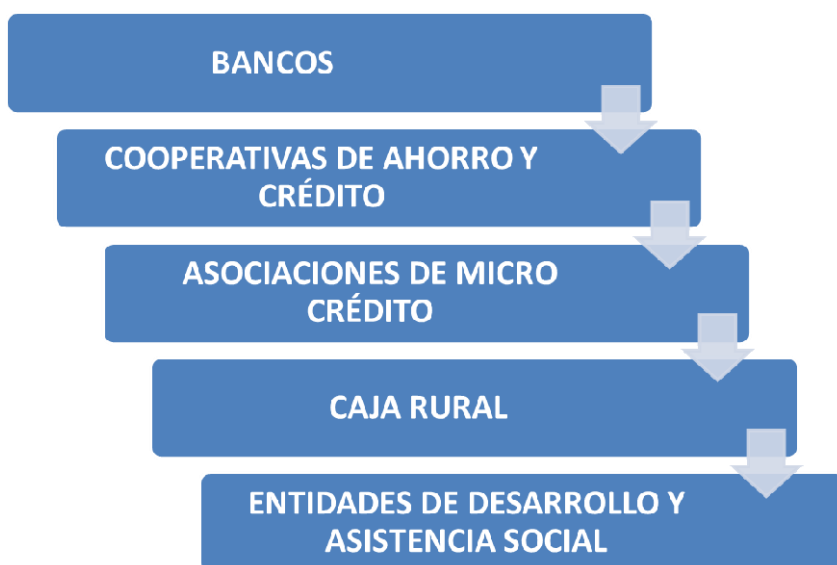 BANCOS
COOPERATIVAS DE AHORRO Y
CRÉDITO
ASOCIACIONES DE MICRO
CRÉDITO
CAJA RURAL
ENTIDADES DE DESARROLLO Y
ASISTENCIA SOCIAL